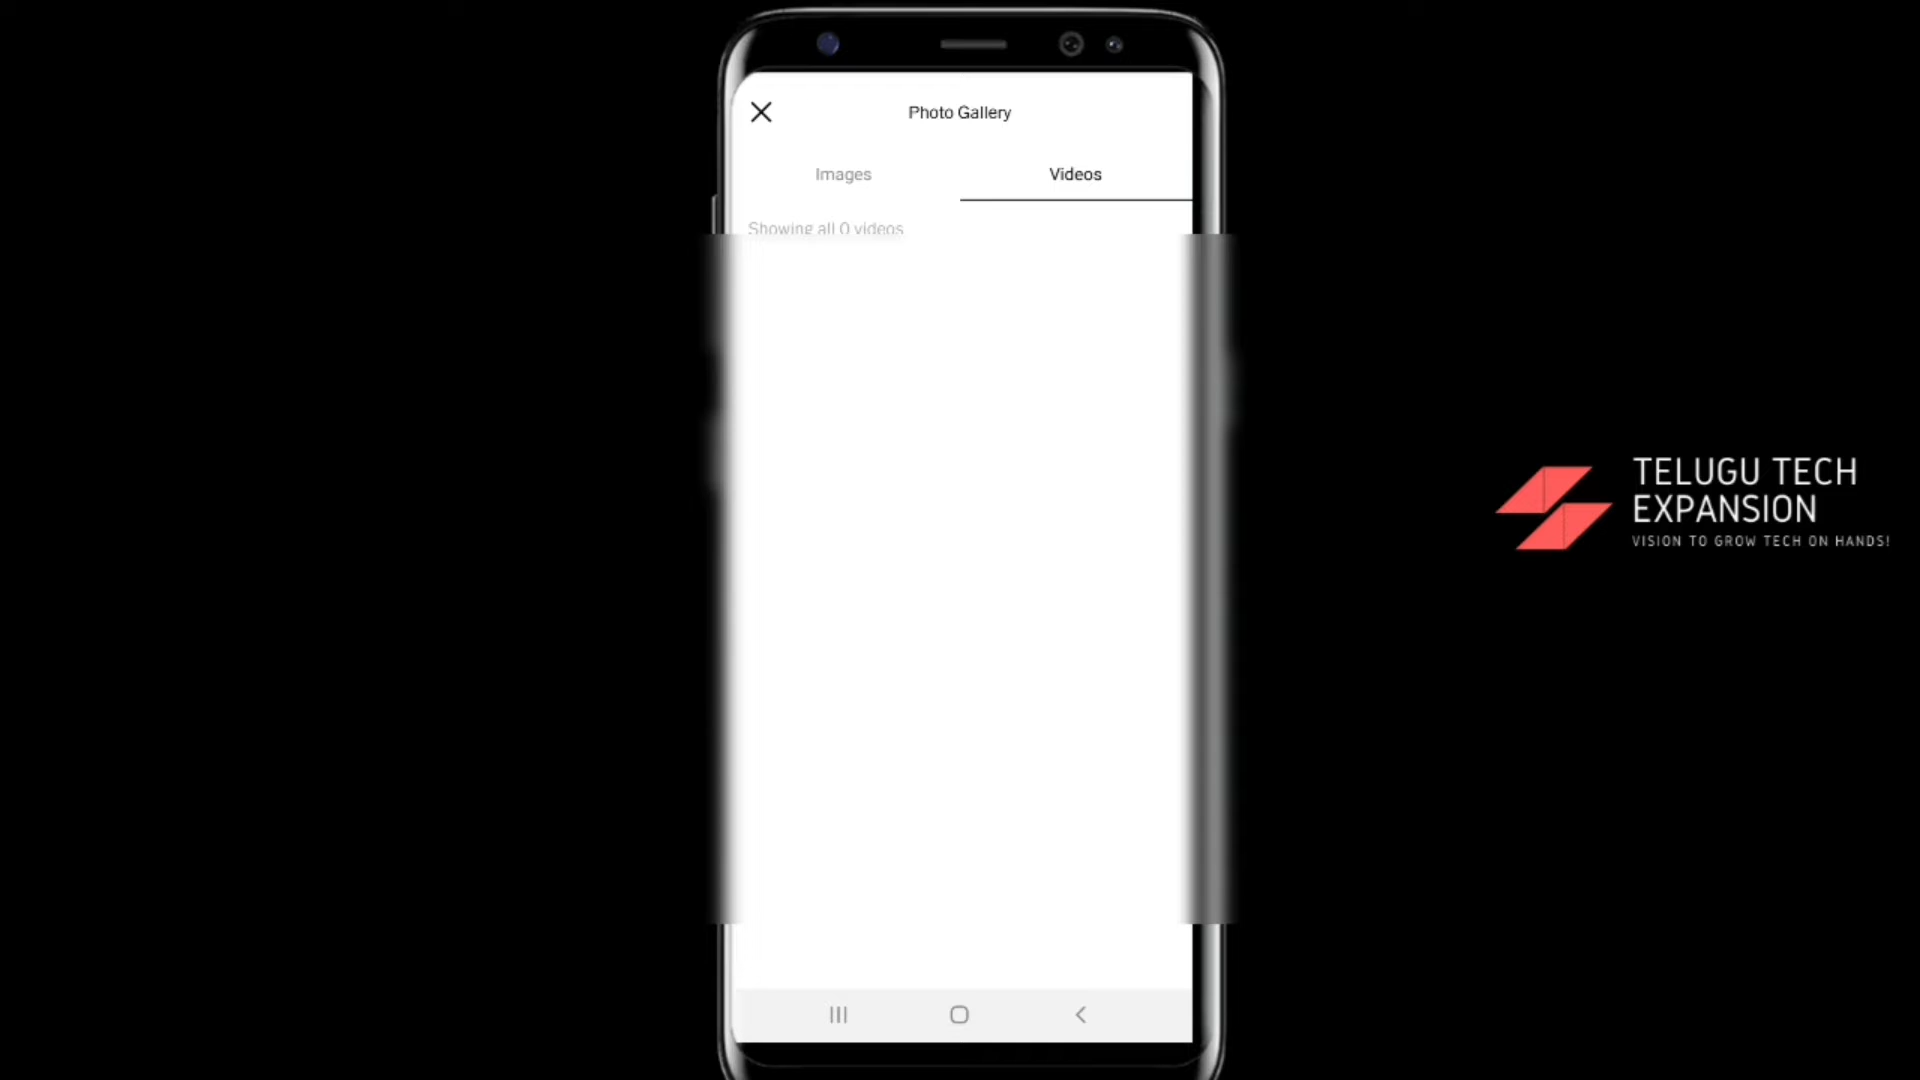 Photo Gallery
Images
Videos
Showing all 0 videos
TELUGU TECH
EXPANSION
VISION TO GROW TECH ON HANDS!